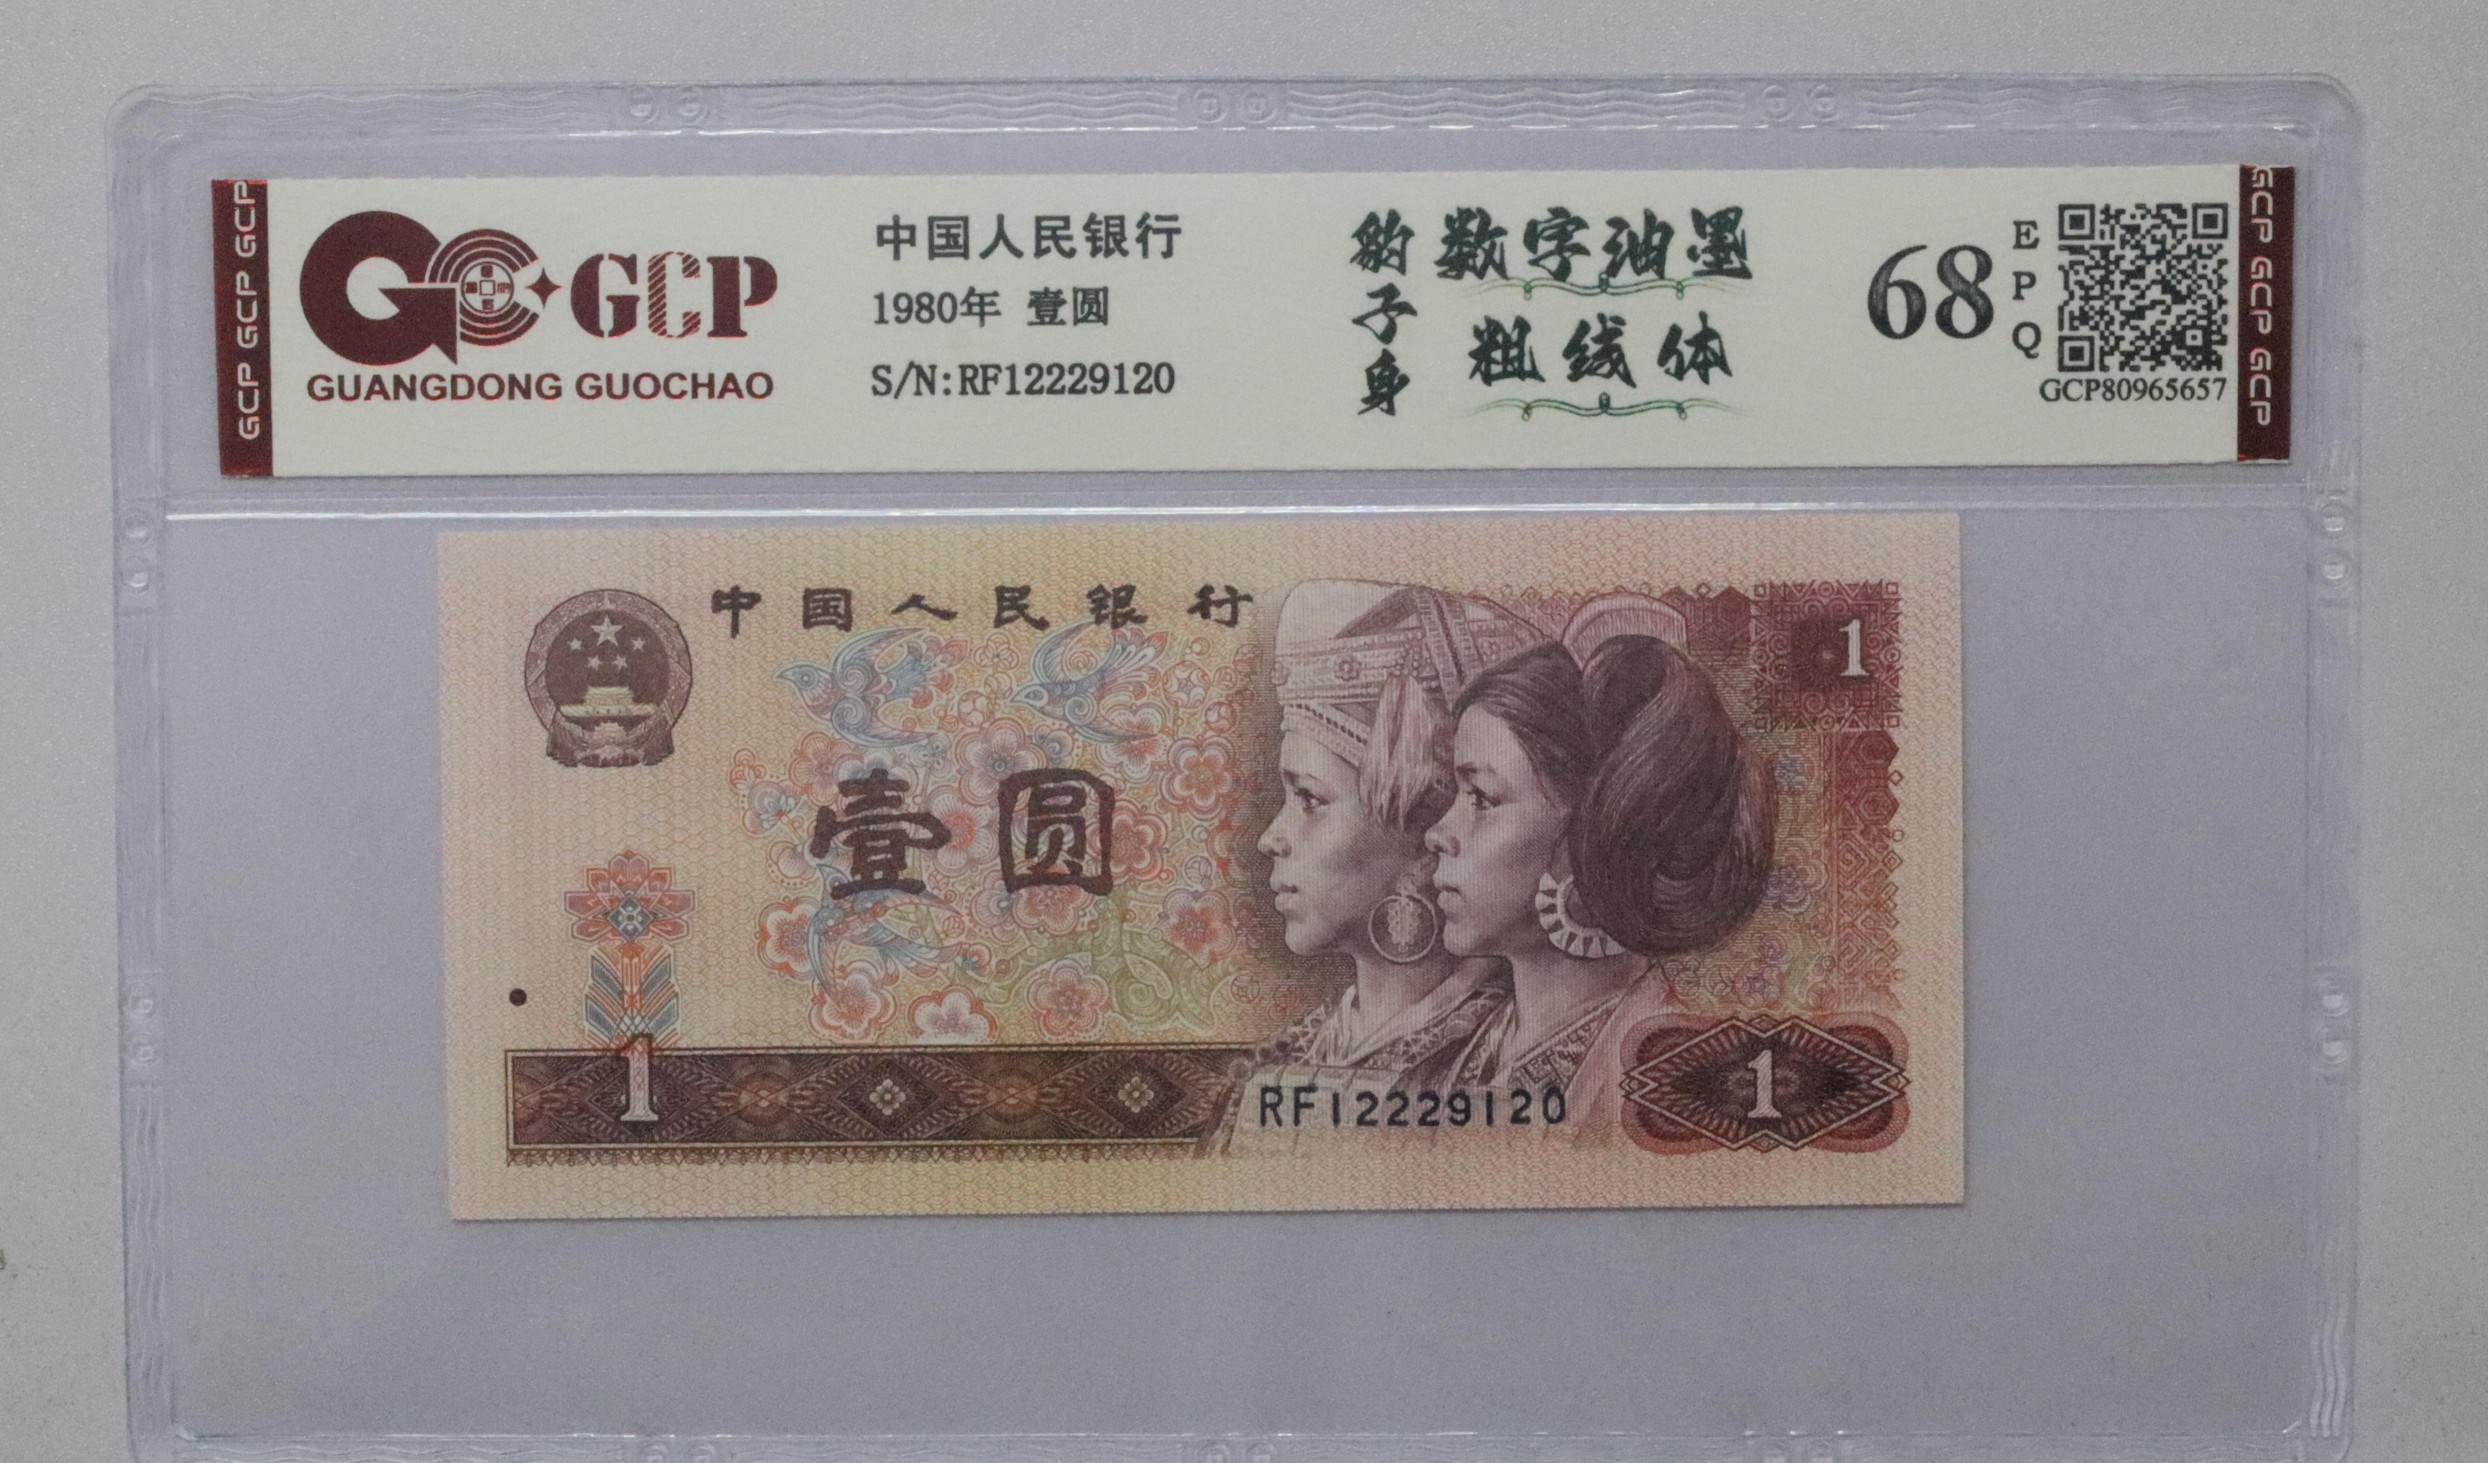 GCP GCP GCP
GCP
GUANGDONG GUOCHAO
中国人民银行
1980年 壹圆
S/N:RF12229120
豹子身
数字油墨
粗线体
68
EPQ
GCP80965657
GCP GCP GCP
中国人民银行
1
壹圆
1
RF12229120
1